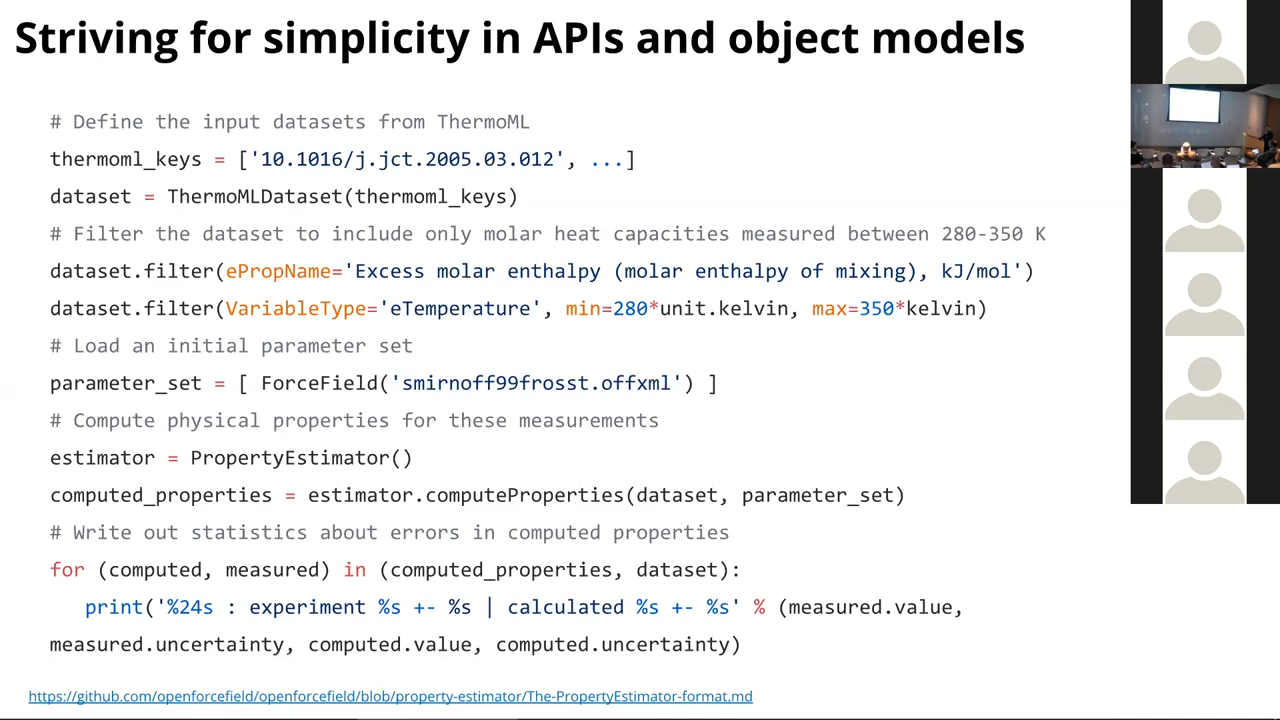 Striving for simplicity in APIs and object models
# Define the input datasets from ThermoML
thermoml_keys = ['10.1016/j.jct.2005.03.012', ...]
dataset = ThermoMLDataset(thermoml_keys)
# Filter the dataset to include only molar heat capacities measured between 280-350 K
dataset.filter(ePropName='Excess molar enthalpy (molar enthalpy of mixing), kJ/mol')
dataset.filter(VariableType='eTemperature', min=280*unit.kelvin, max=350*kelvin)
# Load an initial parameter set
parameter_set = [ ForceField('smirnoff99frosst.offxml') ]
# Compute physical properties for these measurements
estimator = PropertyEstimator()
computed_properties = estimator.computeProperties(dataset, parameter_set)
# Write out statistics about errors in computed properties
for (computed, measured) in (computed_properties, dataset):
print('%24s : experiment %s +- %s | calculated %s +- %s' % (measured.value,
measured.uncertainty, computed.value, computed.uncertainty)
https://github.com/openforcefield/openforcefield/blob/property-estimator/The-PropertyEstimator-format.md